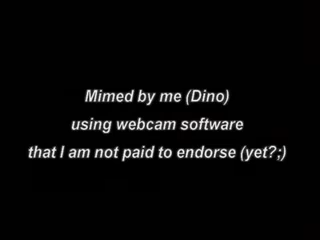 Mimed by me (Dino)
using webcam software
that I am not paid to endorse (yet?;)